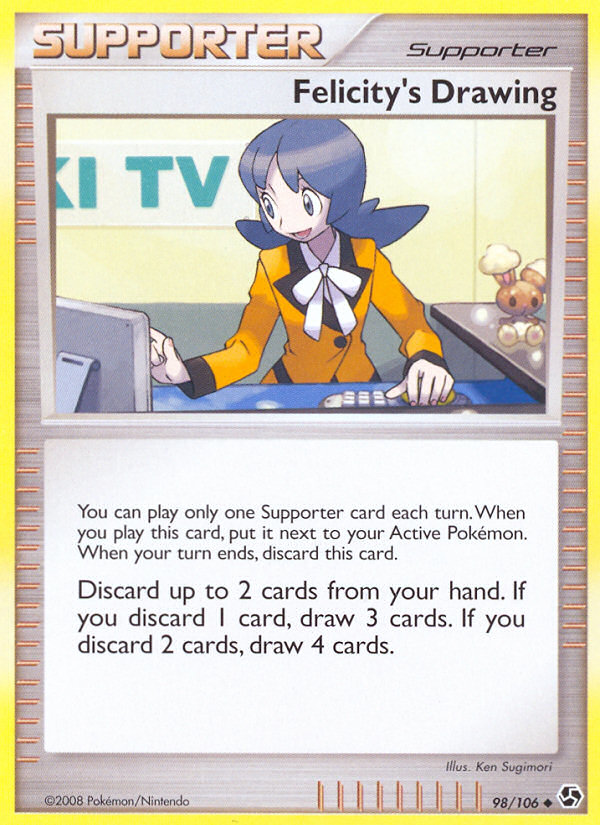 SUPPORTER
Supporter
Felicity's Drawing
KI TV
You can play only one Supporter card each turn. When
you play this card, put it next to your Active Pokémon.
When your turn ends, discard this card.
Discard up to 2 cards from your hand. If
you discard 1 card, draw 3 cards. If you
discard 2 cards, draw 4 cards.
Illus. Ken Sugimori
©2008 Pokémon/Nintendo
98/106